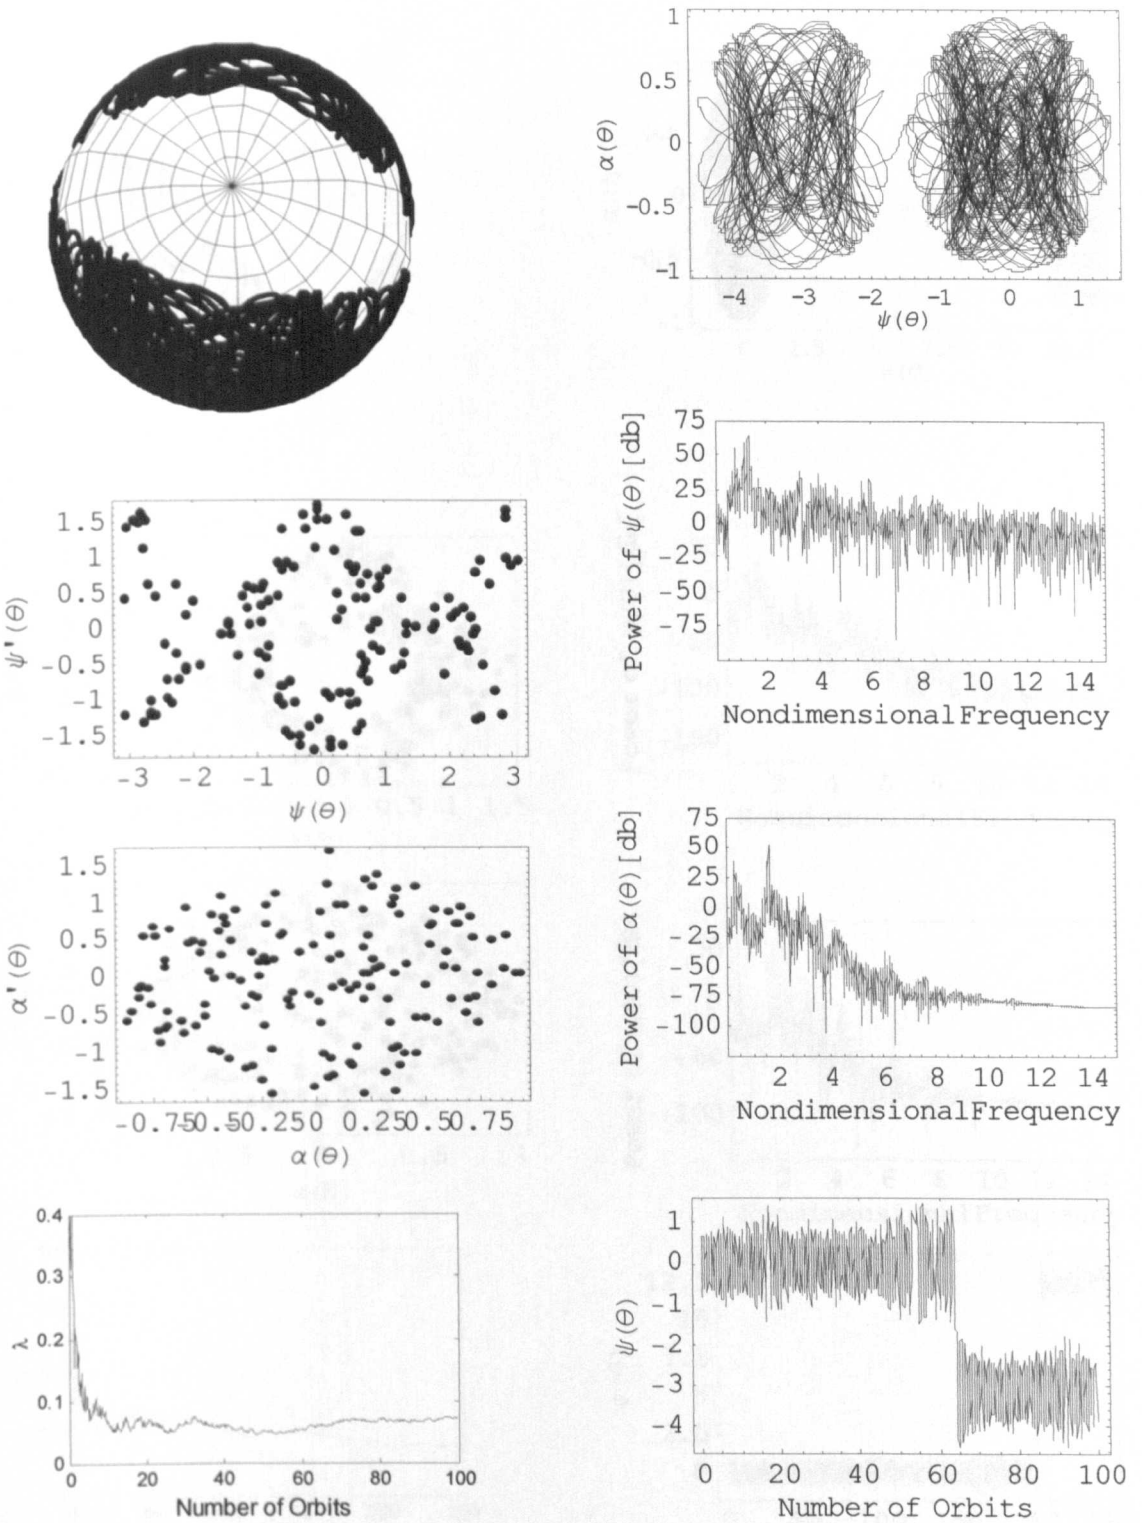 1
0.5
0
-0.5
-1
α(θ)
-4 -3 -2 -1 0 1
ψ(θ)
75
50
25
0
-25
-50
-75
Power of ψ(θ)[db]
2 4 6 8 10 12 14
Nondimensional Frequency
1.5
1
0.5
0
-0.5
-1
-1.5
ψ'(θ)
-3 -2 -1 0 1 2 3
ψ(θ)
75
50
25
0
-25
-50
-75
-100
Power of α(θ)[db]
2 4 6 8 10 12 14
Nondimensional Frequency
1.5
1
0.5
0
-0.5
-1
-1.5
α'(θ)
-0.75-0.5-0.25 0 0.25 0.5 0.75
α(θ)
0.4
0.3
0.2
0.1
0
λ
0 20 40 60 80 100
Number of Orbits
1
0
-1
-2
-3
-4
ψ(θ)
0 20 40 60 80 100
Number of Orbits